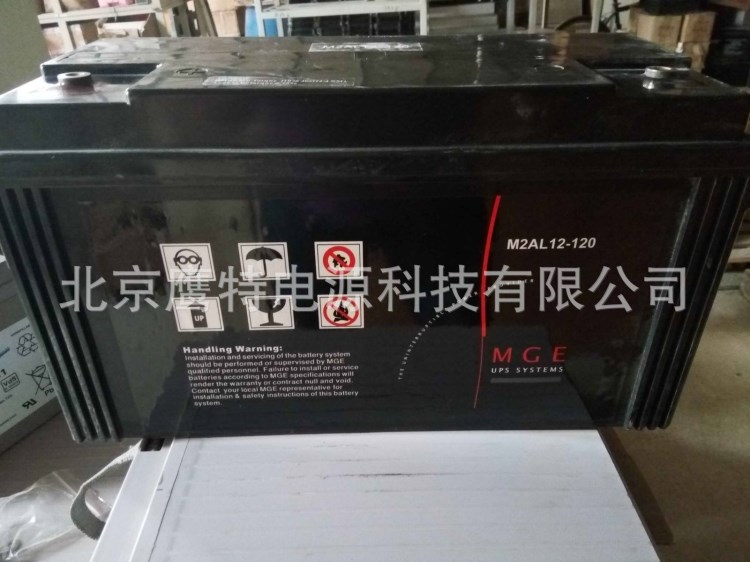 M2AL12-120
北京鹰特电源科技有限公司
UP
Handling Warning:
Installation and servicing of the battery system
should be performed or supervised by MGE
qualified personnel. Failure to install or service
batteries according to MGE specifications will
render the warranty or contract null and void.
Contact your local MGE representative for
installation & safety instructions of this battery
system.
MGE
UPS SYSTEMS